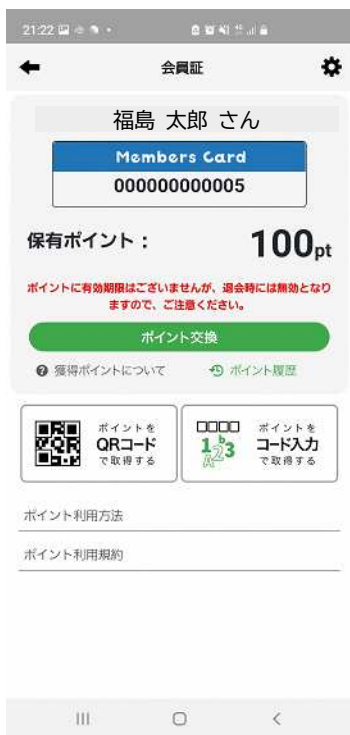 21:22
会員証
福島 太郎 さん
Members Card
000000000005
保有ポイント：
100pt
ポイントに有効期限はございませんが、退会時には無効となり
ますので、ご注意ください。
ポイント交換
獲得ポイントについて
ポイント履歴
ポイントを
QRコード
で取得する
ポイントを
コード入力
で取得する
ポイント利用方法
ポイント利用規約